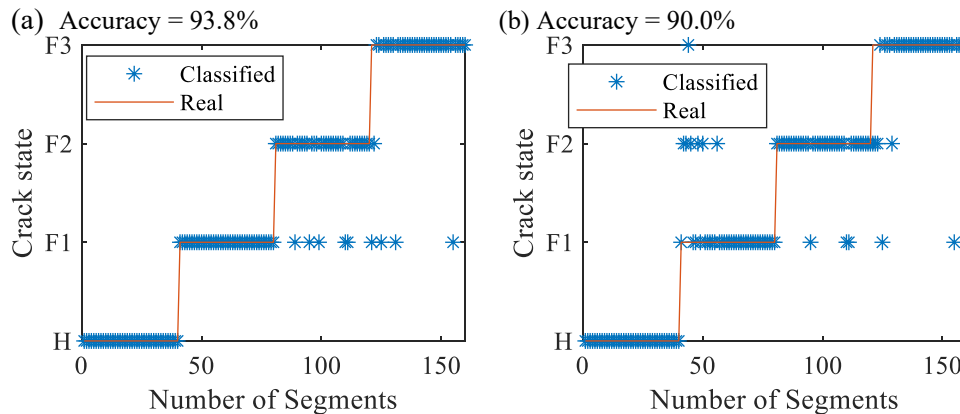 (a) Accuracy = 93.8%
F3
F2
F1
H
Crack state
Classified
Real
0 50 100 150
Number of Segments
(b) Accuracy = 90.0%
F3
F2
F1
H
Crack state
Classified
Real
0 50 100 150
Number of Segments